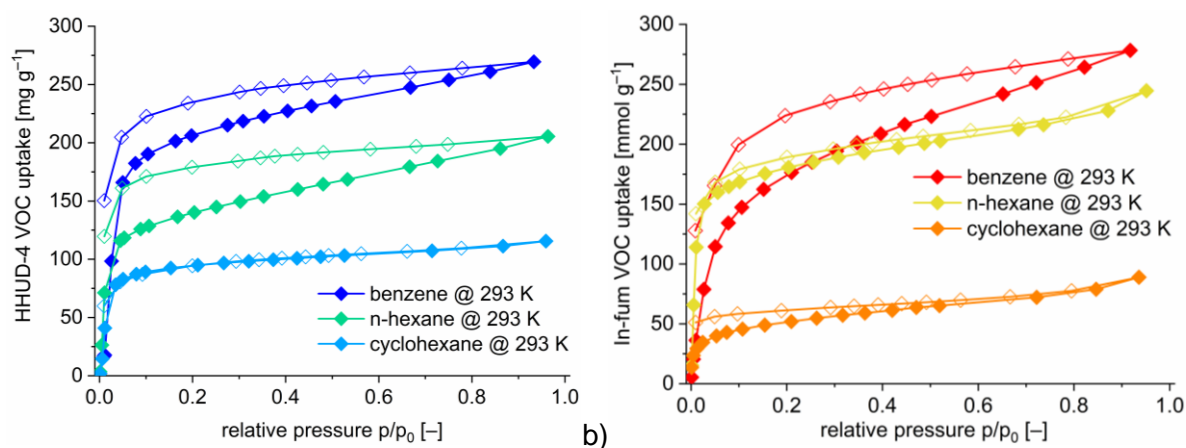 HHUD-4 VOC uptake [mg g⁻¹]
300
250
200
150
100
50
0
benzene @ 293 K
n-hexane @ 293 K
cyclohexane @ 293 K
0.0 0.2 0.4 0.6 0.8 1.0
relative pressure p/p₀ [–]
b)
In-fum VOC uptake [mmol g⁻¹]
300
250
200
150
100
50
0
benzene @ 293 K
n-hexane @ 293 K
cyclohexane @ 293 K
0.0 0.2 0.4 0.6 0.8 1.0
relative pressure p/p₀ [–]